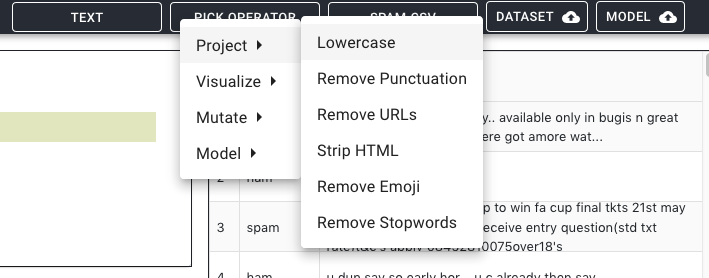 TEXT
PICK OPERATOR
SPAM.CSV
DATASET
MODEL
Project
Visualize
Mutate
Model
Lowercase
Remove Punctuation
Remove URLs
Strip HTML
Remove Emoji
Remove Stopwords
y.. available only in bugis n great
ere got amore wat...
2 ham
p to win fa cup final tkts 21st may
3 spam
eceive entry question(std txt
08452810075over18's
4 ham
u dun say so early hor... u c already then say